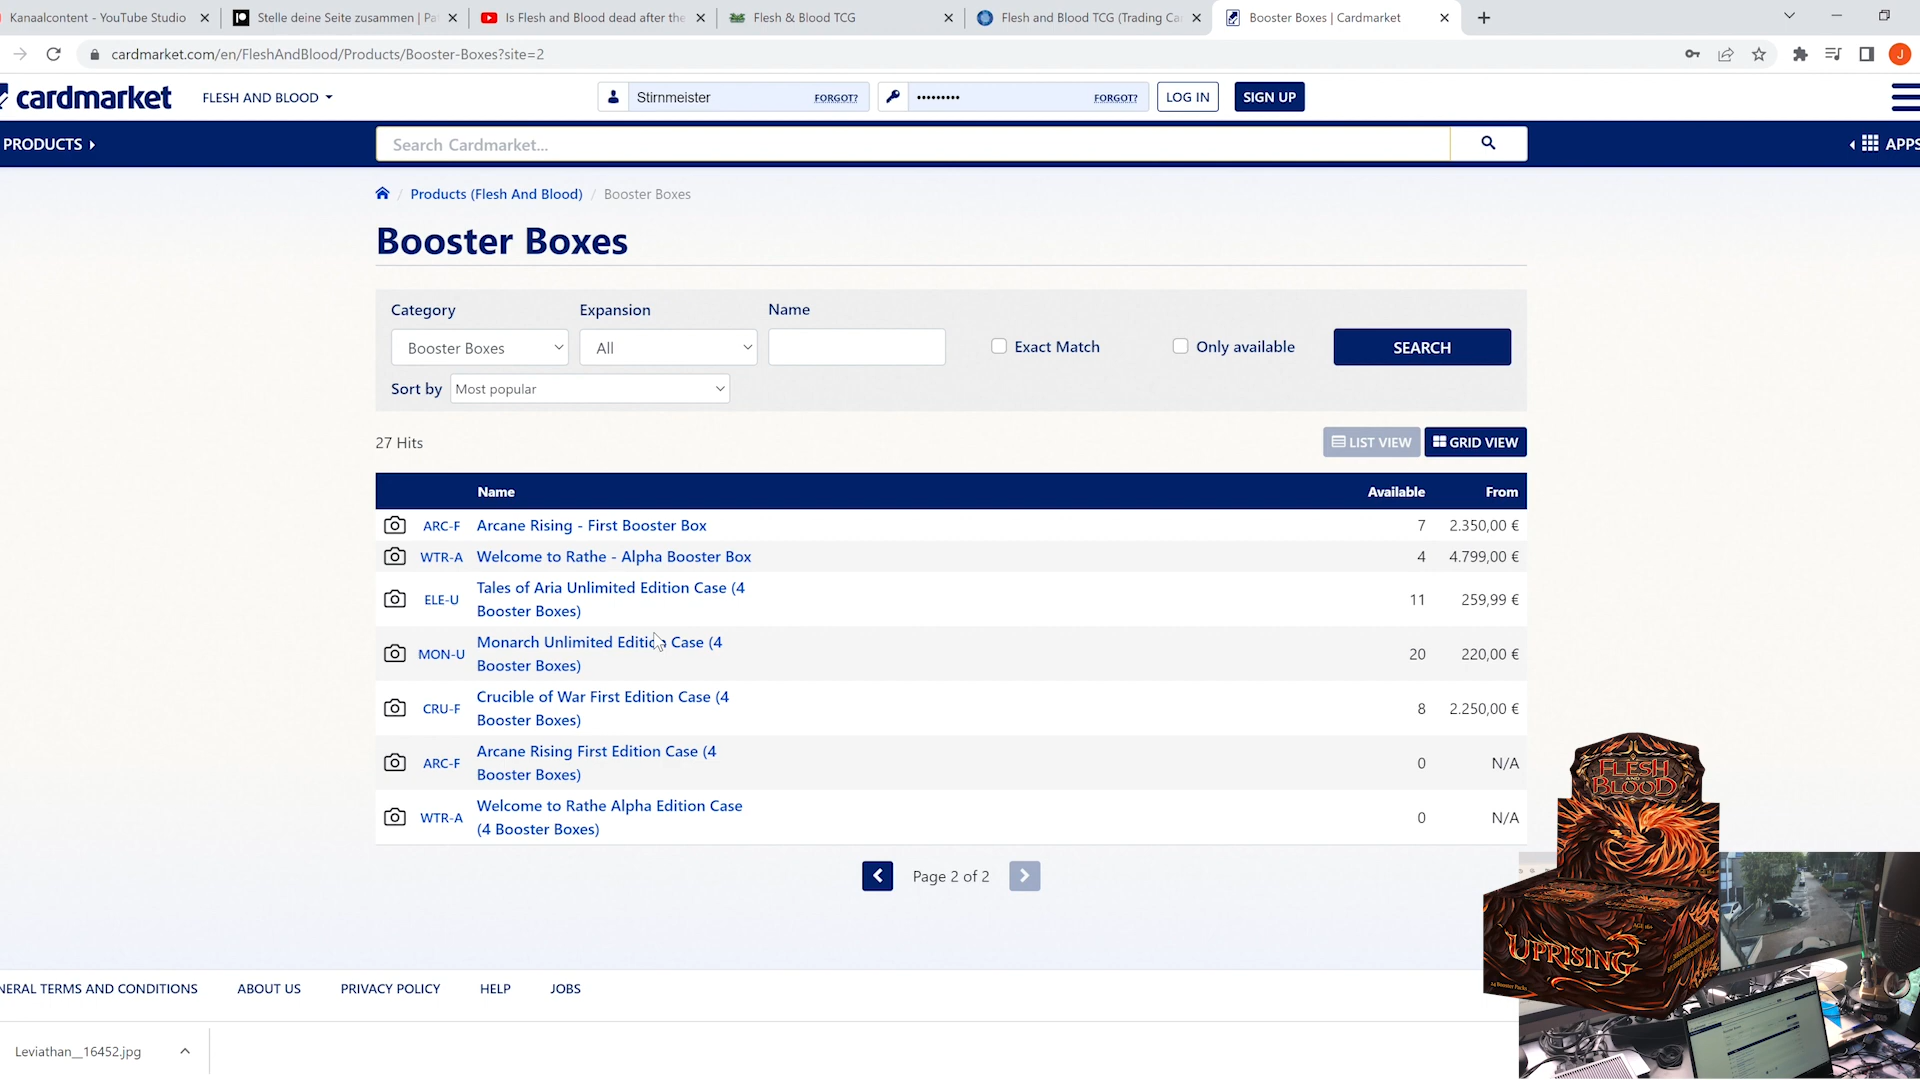 Kanaalcontent - YouTube Studio
Stelle deine Seite zusammen | Pa
Is Flesh and Blood dead after the
Flesh & Blood TCG
Flesh and Blood TCG (Trading Ca
Booster Boxes | Cardmarket
cardmarket.com/en/FleshAndBlood/Products/Booster-Boxes?site=2
J
cardmarket
FLESH AND BLOOD
Stirnmeister
FORGOT?
•••••••••
FORGOT?
LOG IN
SIGN UP
PRODUCTS
Search Cardmarket...
APPS
/ Products (Flesh And Blood) / Booster Boxes
Booster Boxes
Category
Expansion
Name
Booster Boxes
All
Exact Match
Only available
SEARCH
Sort by
Most popular
27 Hits
LIST VIEW
GRID VIEW
Name Available From
ARC-F Arcane Rising - First Booster Box 7 2.350,00 €
WTR-A Welcome to Rathe - Alpha Booster Box 4 4.799,00 €
ELE-U Tales of Aria Unlimited Edition Case (4 Booster Boxes) 11 259,99 €
MON-U Monarch Unlimited Edition Case (4 Booster Boxes) 20 220,00 €
CRU-F Crucible of War First Edition Case (4 Booster Boxes) 8 2.250,00 €
ARC-F Arcane Rising First Edition Case (4 Booster Boxes) 0 N/A
WTR-A Welcome to Rathe Alpha Edition Case (4 Booster Boxes) 0 N/A
Page 2 of 2
FLESH
AND
BLOOD
UPRISING
24 Booster Packs
NERAL TERMS AND CONDITIONS
ABOUT US
PRIVACY POLICY
HELP
JOBS
Leviathan__16452.jpg